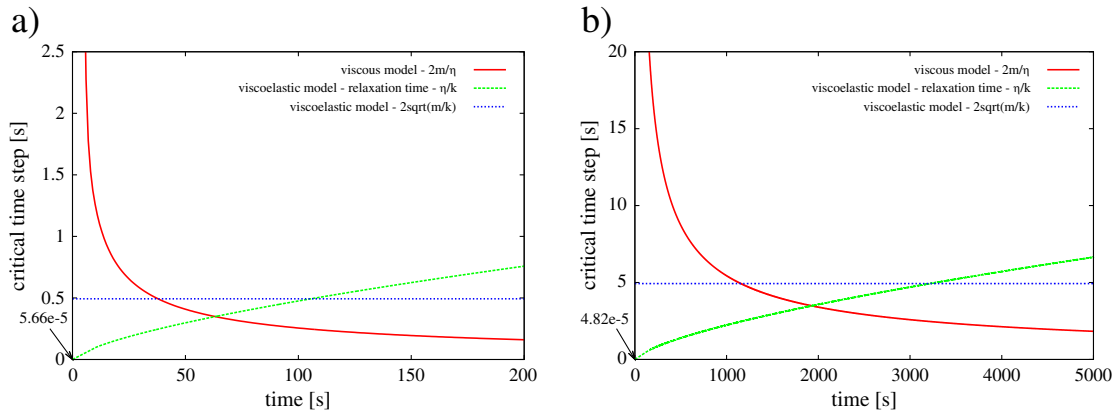 a)
2.5
2
1.5
1
0.5
0
critical time step [s]
viscous model - 2m/η
viscoelastic model - relaxation time - η/k
viscoelastic model - 2sqrt(m/k)
5.66e-5
0
50
100
150
200
time [s]
b)
20
15
10
5
0
critical time step [s]
viscous model - 2m/η
viscoelastic model - relaxation time - η/k
viscoelastic model - 2sqrt(m/k)
4.82e-5
0
1000
2000
3000
4000
5000
time [s]